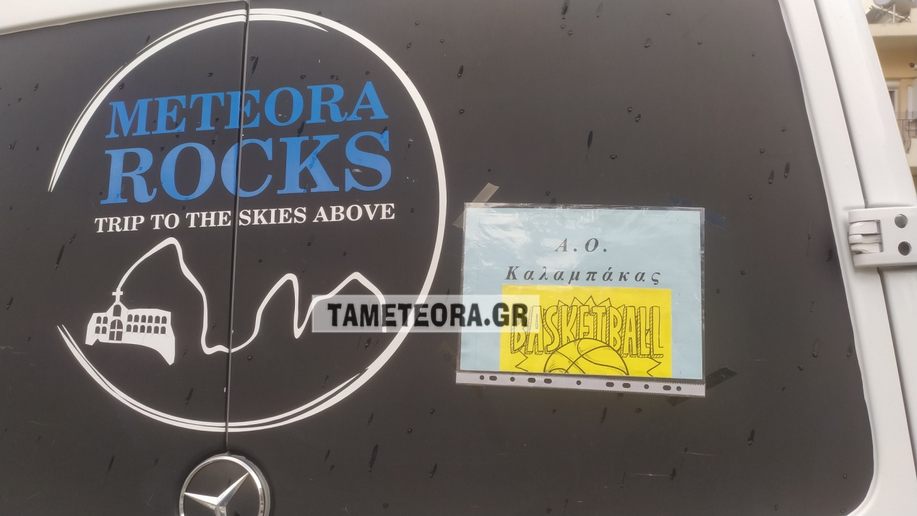 METEORA
ROCKS
TRIP TO THE SKIES ABOVE
TAMETEORA.GR
Α.Ο.
Καλαμπάκας
BASKETBALL